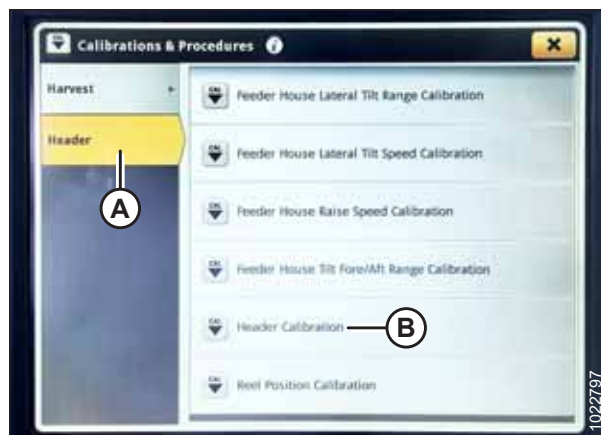 Calibrations & Procedures
Harvest
Header
Feeder House Lateral Tilt Range Calibration
Feeder House Lateral Tilt Speed Calibration
Feeder House Raise Speed Calibration
Feeder House Tilt Fore/Aft Range Calibration
Header Calibration
Reel Position Calibration
A
B
1022797